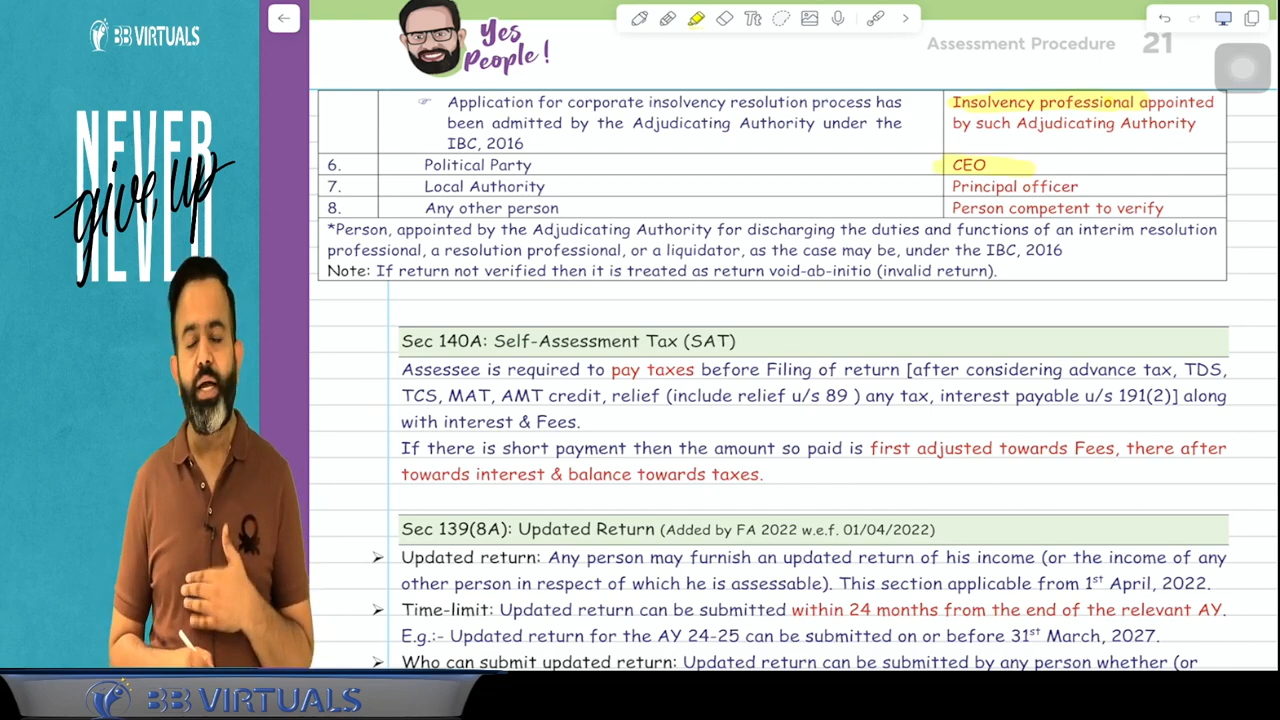 BB VIRTUALS
NEVER
give up
NEVER
Yes
People!
Assessment Procedure 21
Application for corporate insolvency resolution process has
been admitted by the Adjudicating Authority under the
IBC, 2016
Insolvency professional appointed
by such Adjudicating Authority
6. Political Party CEO
7. Local Authority Principal officer
8. Any other person Person competent to verify
*Person, appointed by the Adjudicating Authority for discharging the duties and functions of an interim resolution
professional, a resolution professional, or a liquidator, as the case may be, under the IBC, 2016
Note: If return not verified then it is treated as return void-ab-initio (invalid return).
Sec 140A: Self-Assessment Tax (SAT)
Assessee is required to pay taxes before Filing of return [after considering advance tax, TDS,
TCS, MAT, AMT credit, relief (include relief u/s 89 ) any tax, interest payable u/s 191(2)] along
with interest & Fees.
If there is short payment then the amount so paid is first adjusted towards Fees, there after
towards interest & balance towards taxes.
Sec 139(8A): Updated Return (Added by FA 2022 w.e.f. 01/04/2022)
Updated return: Any person may furnish an updated return of his income (or the income of any
other person in respect of which he is assessable). This section applicable from 1st April, 2022.
Time-limit: Updated return can be submitted within 24 months from the end of the relevant AY.
E.g.:- Updated return for the AY 24-25 can be submitted on or before 31st March, 2027.
Who can submit updated return: Updated return can be submitted by any person whether (or
BB VIRTUALS